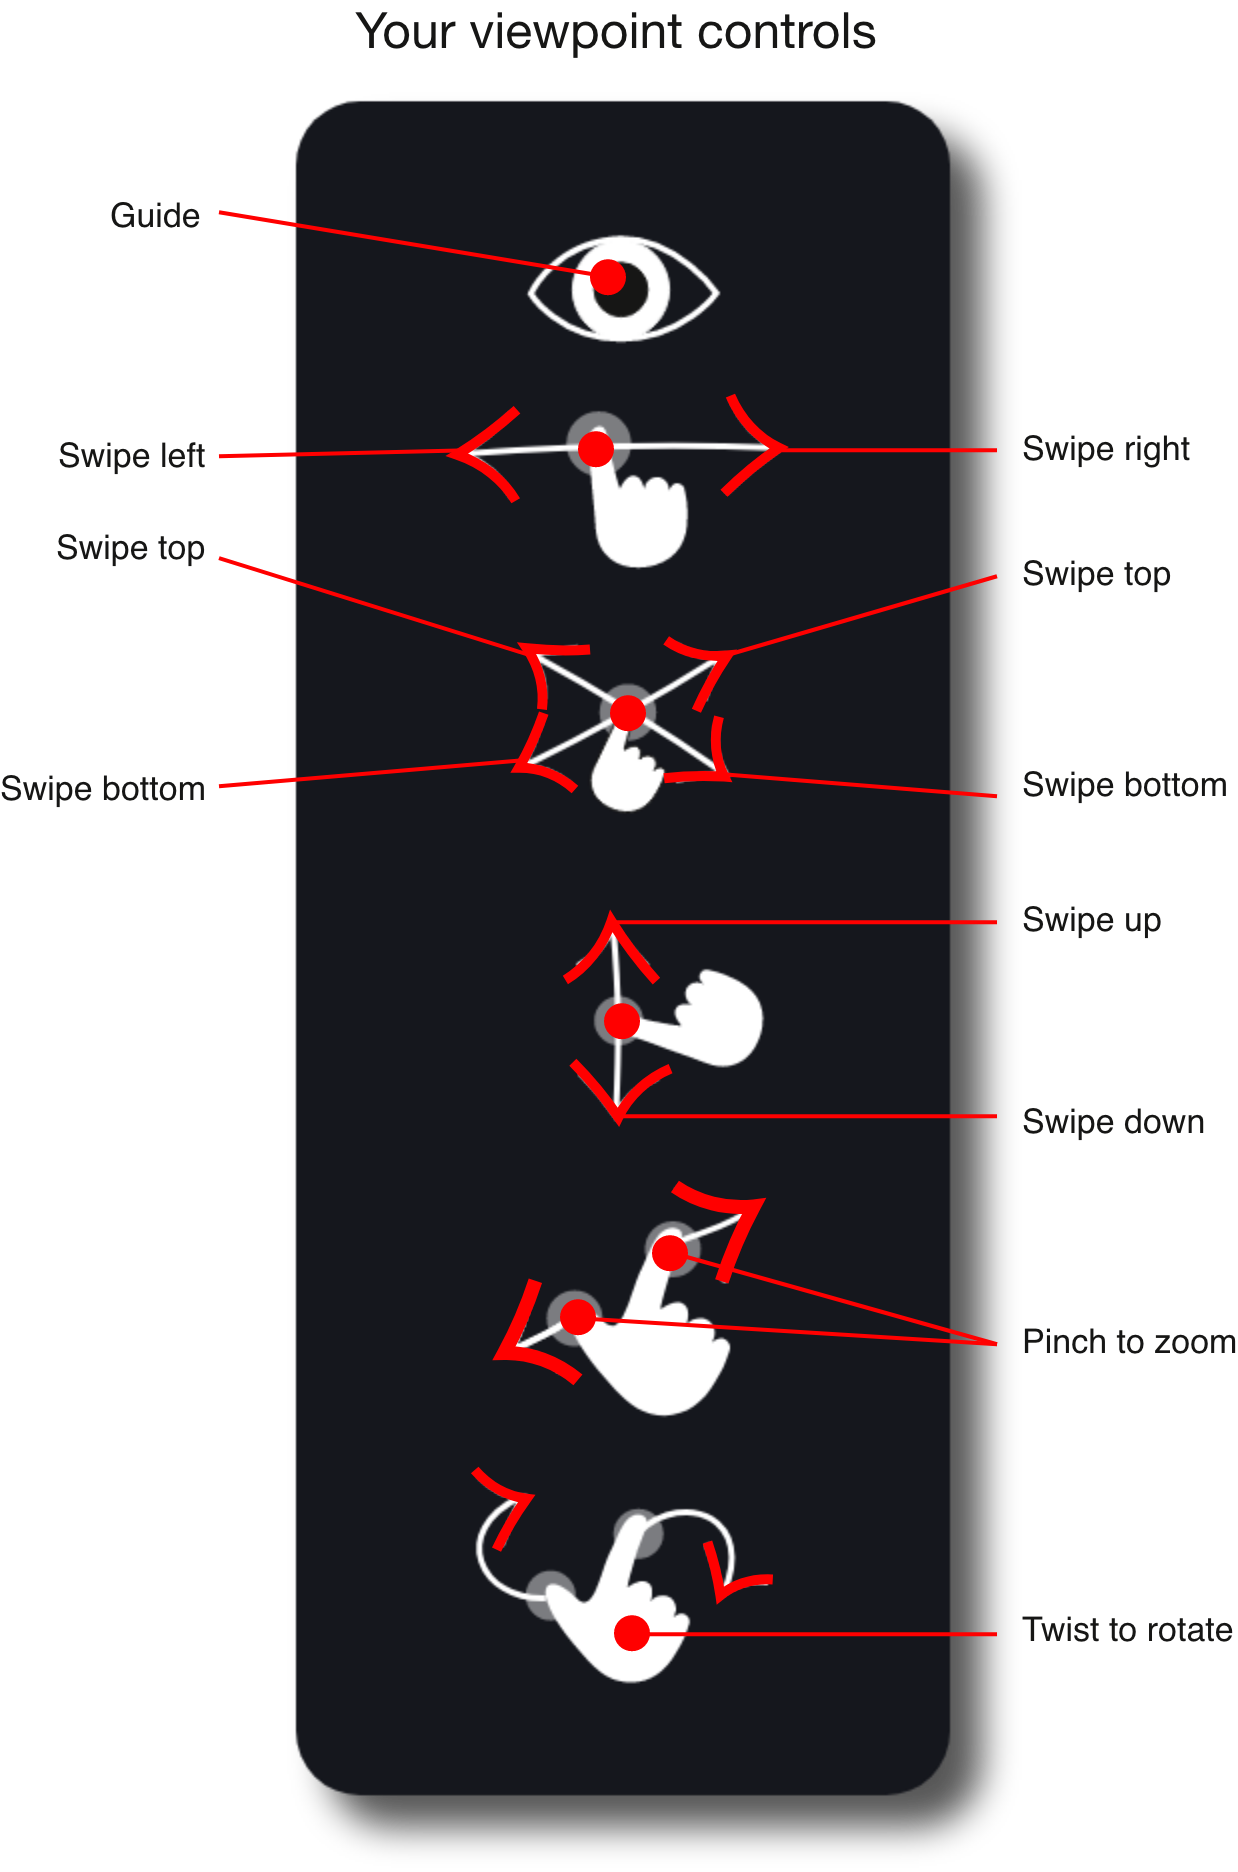 Your viewpoint controls
Guide
Swipe left
Swipe right
Swipe top
Swipe top
Swipe bottom
Swipe bottom
Swipe up
Swipe down
Pinch to zoom
Twist to rotate